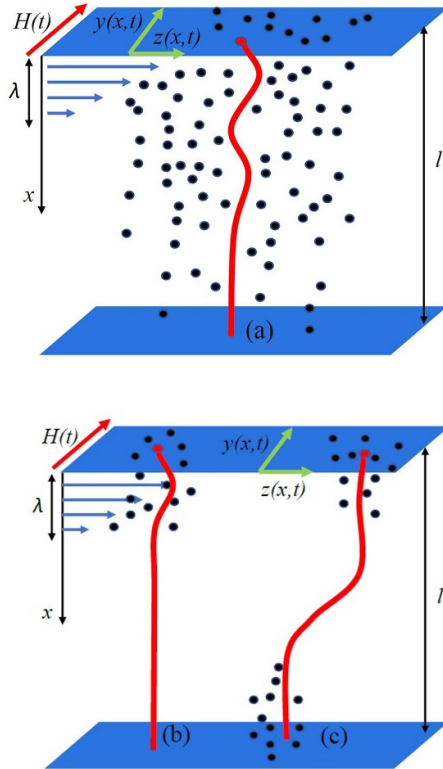 H(t)
y(x,t)
z(x,t)
λ
x
l
(a)
H(t)
y(x,t)
z(x,t)
λ
x
l
(b)
(c)